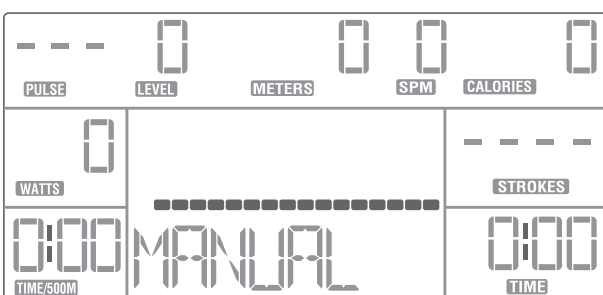 --- 0 0 0 0
PULSE LEVEL METERS SPM CALORIES
0 ----
WATTS STROKES
0:00 MANUAL 0:00
TIME/500M TIME